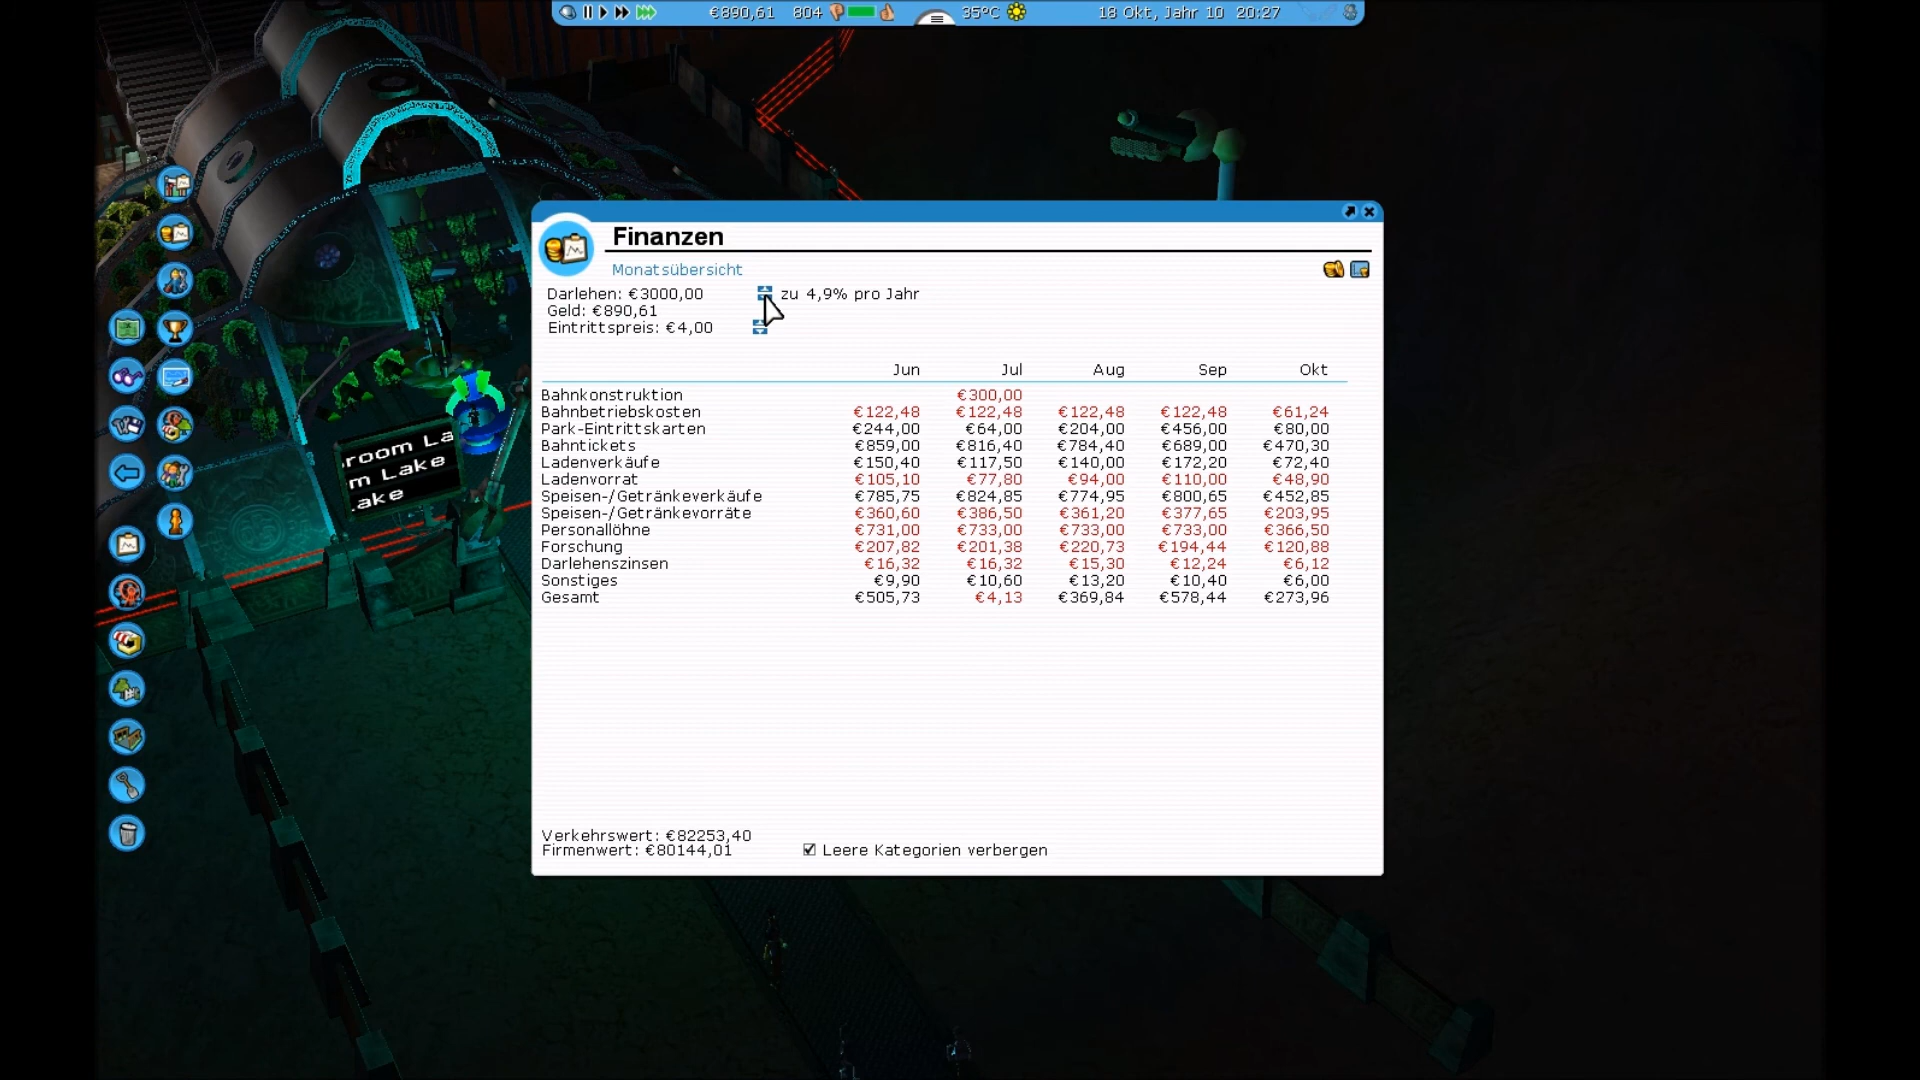 €890,61 804 35°C 18 Okt, Jahr 10 20:27
Finanzen
Monatsübersicht
Darlehen: €3000,00 zu 4,9% pro Jahr
Geld: €890,61
Eintrittspreis: €4,00
Jun Jul Aug Sep Okt
Bahnkonstruktion €300,00
Bahnbetriebskosten €122,48 €122,48 €122,48 €122,48 €61,24
Park-Eintrittskarten €244,00 €64,00 €204,00 €456,00 €80,00
Bahntickets €859,00 €816,40 €784,40 €689,00 €470,30
Ladenverkäufe €150,40 €117,50 €140,00 €172,20 €72,40
Ladenvorrat €105,10 €77,80 €94,00 €110,00 €48,90
Speisen-/Getränkeverkäufe €785,75 €824,85 €774,95 €800,65 €452,85
Speisen-/Getränkevorräte €360,60 €386,50 €361,20 €377,65 €203,95
Personallöhne €731,00 €733,00 €733,00 €733,00 €366,50
Forschung €207,82 €201,38 €220,73 €194,44 €120,88
Darlehenszinsen €16,32 €16,32 €15,30 €12,24 €6,12
Sonstiges €9,90 €10,60 €13,20 €10,40 €6,00
Gesamt €505,73 €4,13 €369,84 €578,44 €273,96
Verkehrswert: €82253,40
Firmenwert: €80144,01
Leere Kategorien verbergen
room La
m Lake
ake